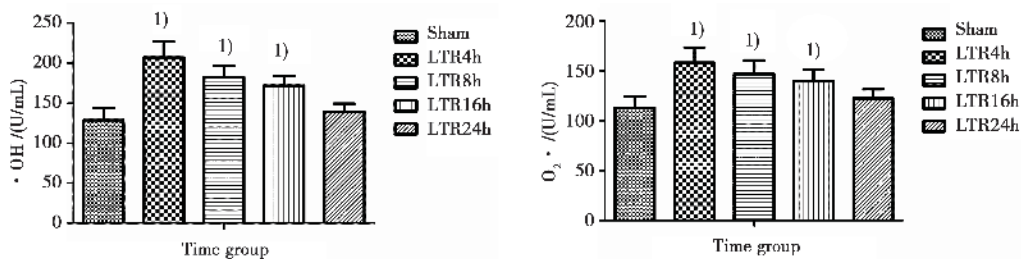 ·OH/(U/mL)
250
200
150
100
50
0
1)
1)
1)
Time group
Sham
LTR4h
LTR8h
LTR16h
LTR24h
O₂·/(U/mL)
200
150
100
50
0
1)
1)
1)
Time group
Sham
LTR4h
LTR8h
LTR16h
LTR24h